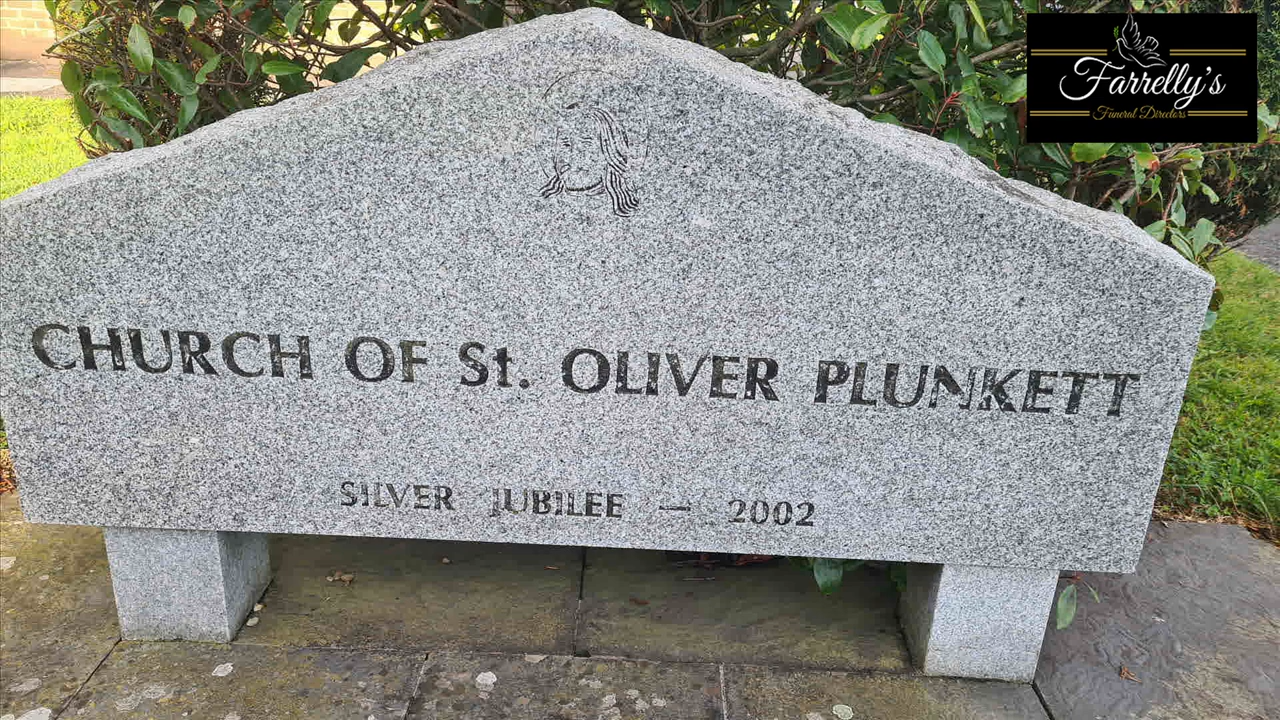 Farrelly's
Funeral Directors
CHURCH OF St. OLIVER PLUNKETT
SILVER JUBILEE — 2002